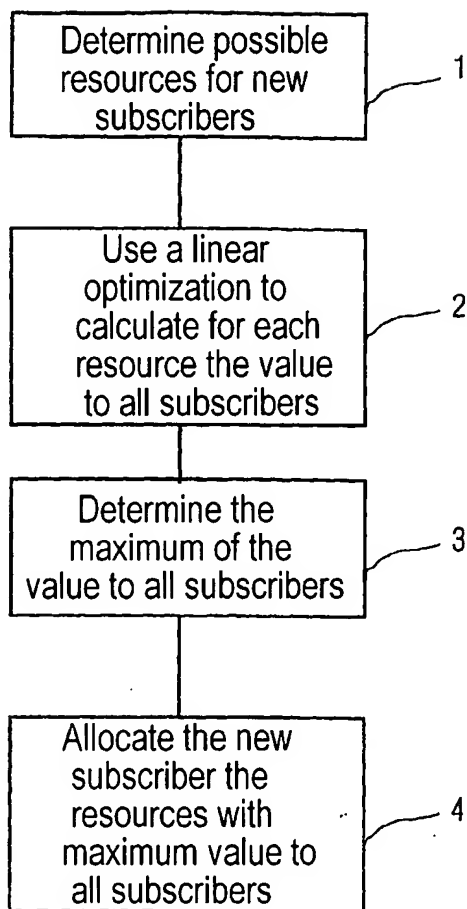 Determine possible
resources for new
subscribers
1
Use a linear
optimization to
calculate for each
resource the value
to all subscribers
2
Determine the
maximum of the
value to all subscribers
3
Allocate the new
subscriber the
resources with
maximum value to
all subscribers
4